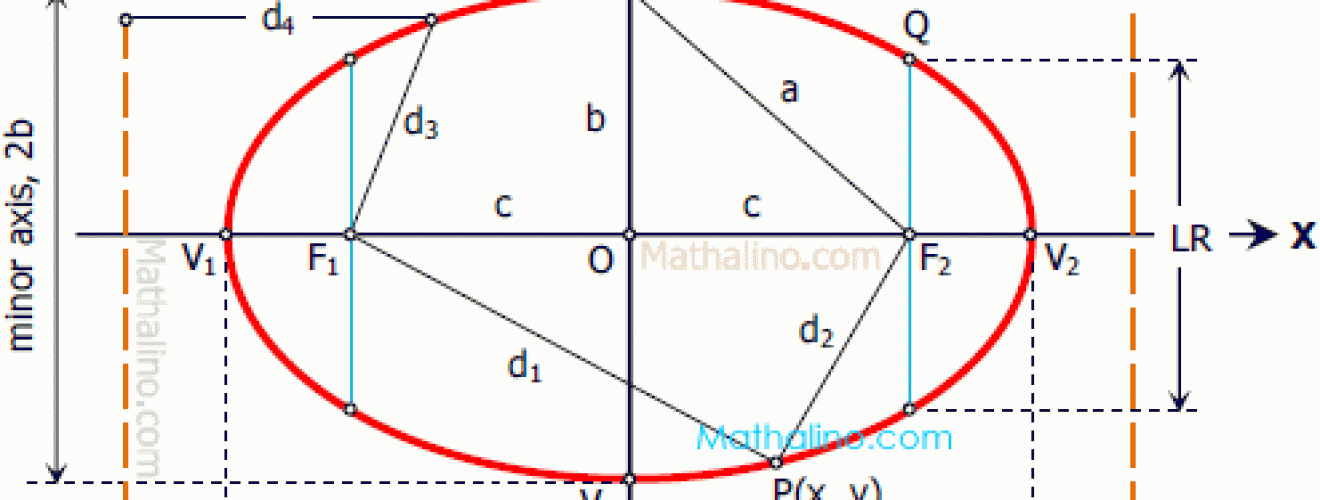 d₄
Q
a
d₃
b
minor axis, 2b
c
c
V₁
F₁
O
Mathalino.com
F₂
V₂
LR
X
Mathalino.com
d₂
d₁
Mathalino.com
P(x, y)
V